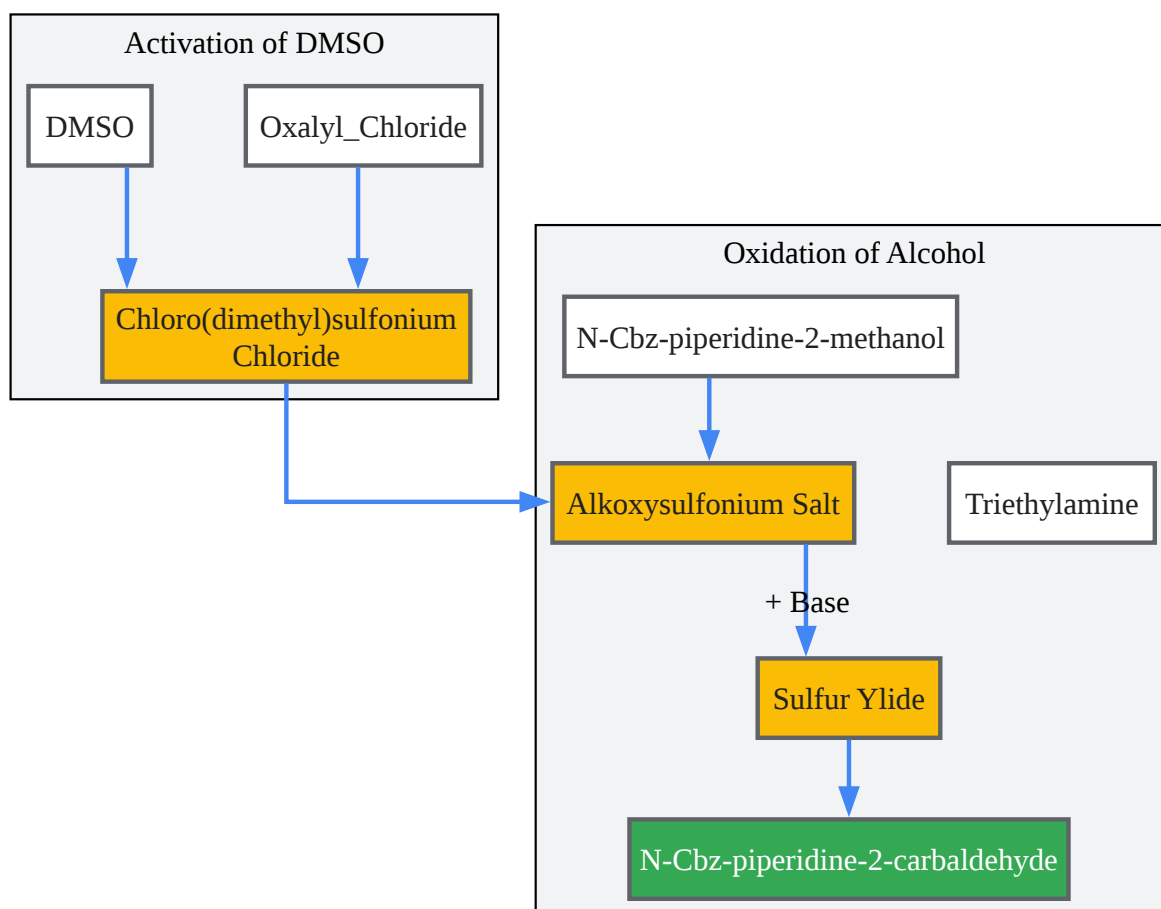 Activation of DMSO
DMSO
Oxalyl_Chloride
Chloro(dimethyl)sulfonium
Chloride
Oxidation of Alcohol
N-Cbz-piperidine-2-methanol
Alkoxysulfonium Salt
Triethylamine
+ Base
Sulfur Ylide
N-Cbz-piperidine-2-carbaldehyde